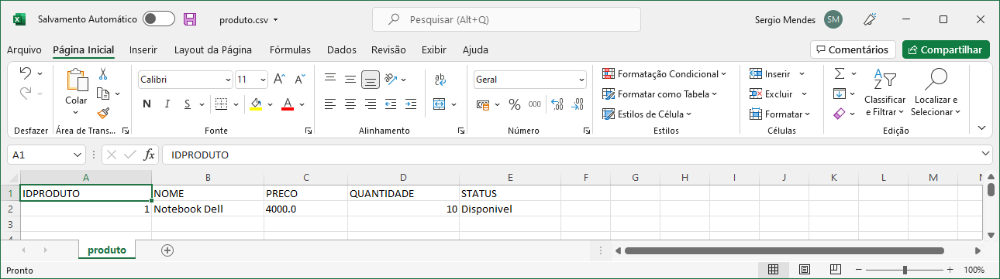 Salvamento Automático produto.csv Pesquisar (Alt+Q) Sergio Mendes SM
Arquivo Página Inicial Inserir Layout da Página Fórmulas Dados Revisão Exibir Ajuda Comentários Compartilhar
Calibri 11 Geral Formatação Condicional Inserir
Colar Formatar como Tabela Excluir Classificar e Filtrar Localizar e Selecionar
N I S A % 000 Estilos de Célula Formatar
Desfazer Área de Trans... Fonte Alinhamento Número Estilos Células Edição
A1 fx IDPRODUTO
A B C D E F G H I J K L M N
1 IDPRODUTO NOME PRECO QUANTIDADE STATUS
2 1 Notebook Dell 4000.0 10 Disponivel
3
4
produto
Pronto 100%